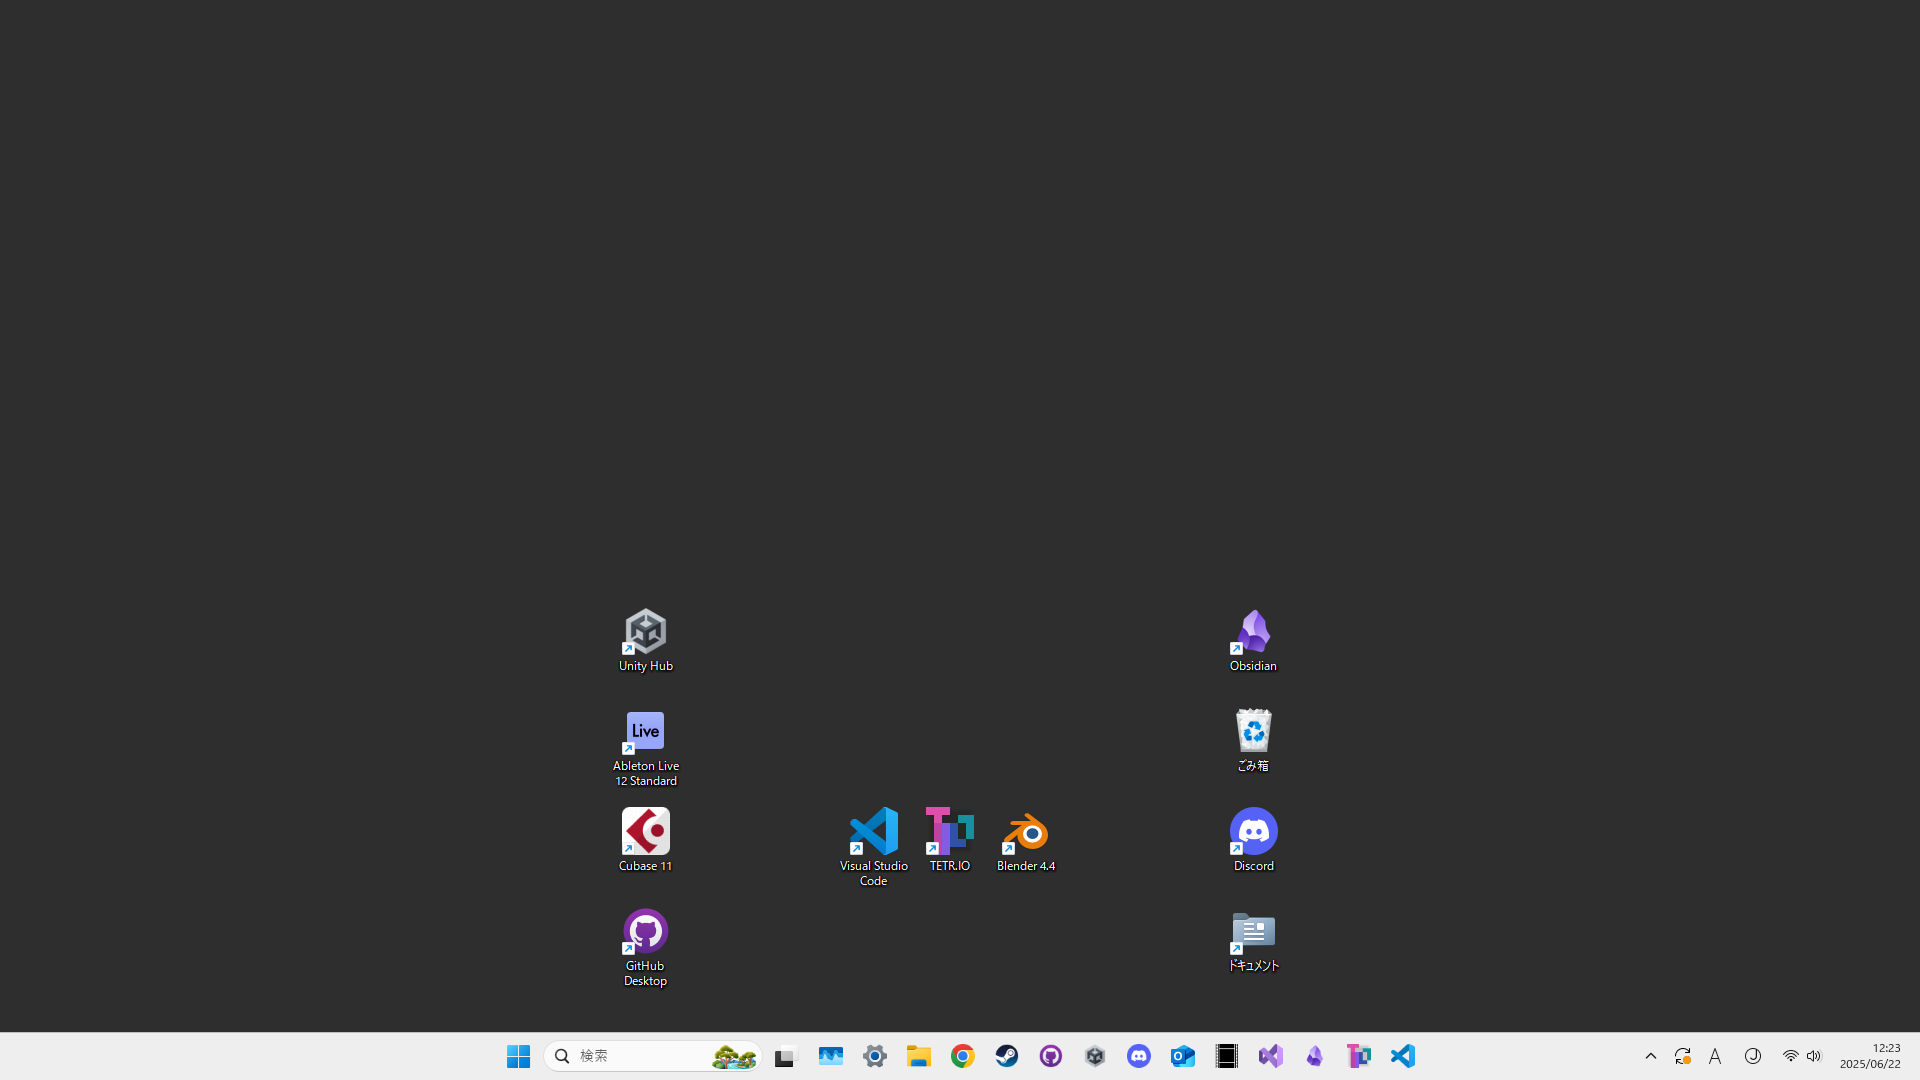 Unity Hub
Obsidian
Live
Ableton Live
12 Standard
ごみ箱
Cubase 11
Visual Studio
Code
TETR.IO
Blender 4.4
Discord
GitHub
Desktop
ドキュメント
検索
A
12:23
2025/06/22